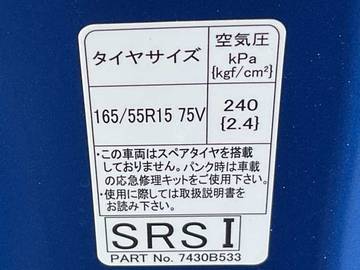 タイヤサイズ 空気圧
kPa
{kgf/cm²}
165/55R15 75V 240
{2.4}
・この車両はスペアタイヤを搭載
しておりません。パンク時は車載
の応急修理キットをご使用下さい。
・使用に際しては取扱説明書を
お読み下さい。
SRS I
PART No. 7430B533